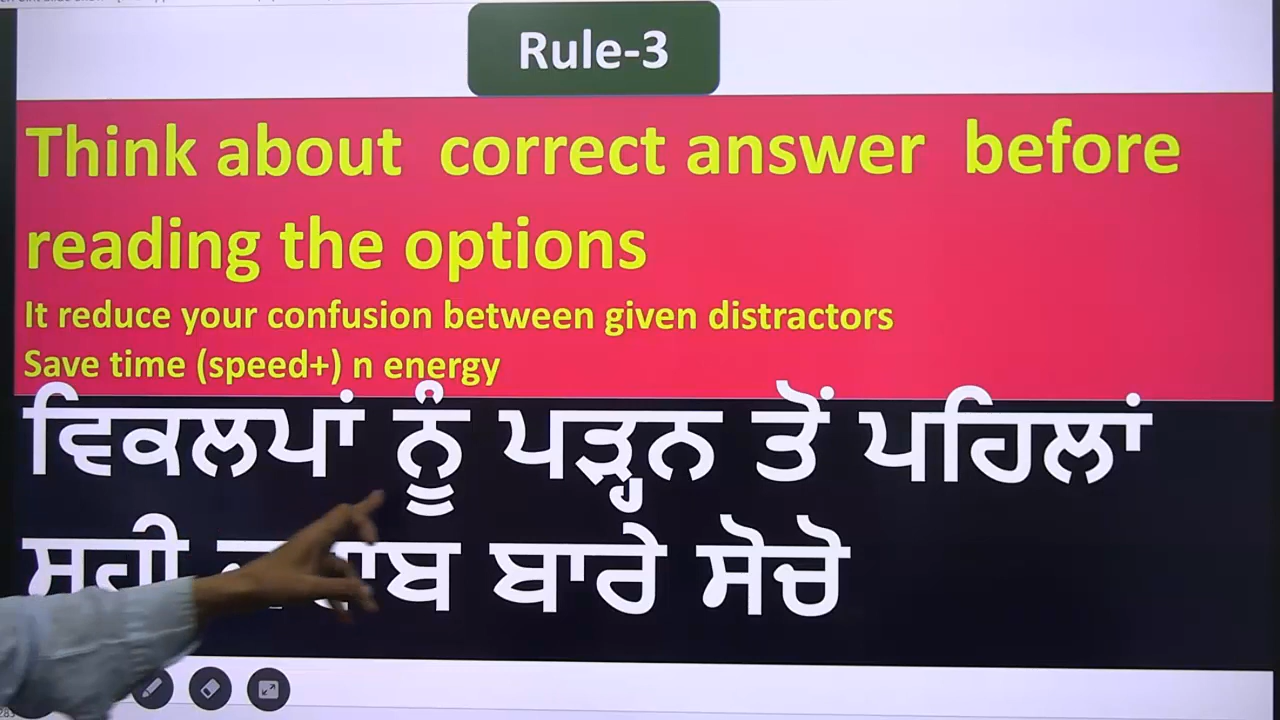 Rule-3
Think about correct answer before
reading the options
It reduce your confusion between given distractors
Save time (speed+) n energy
ਵਿਕਲਪਾਂ ਨੂੰ ਪੜ੍ਹਨ ਤੋਂ ਪਹਿਲਾਂ
ਸਹੀ ਬਾਰੇ ਸੋਚੋ